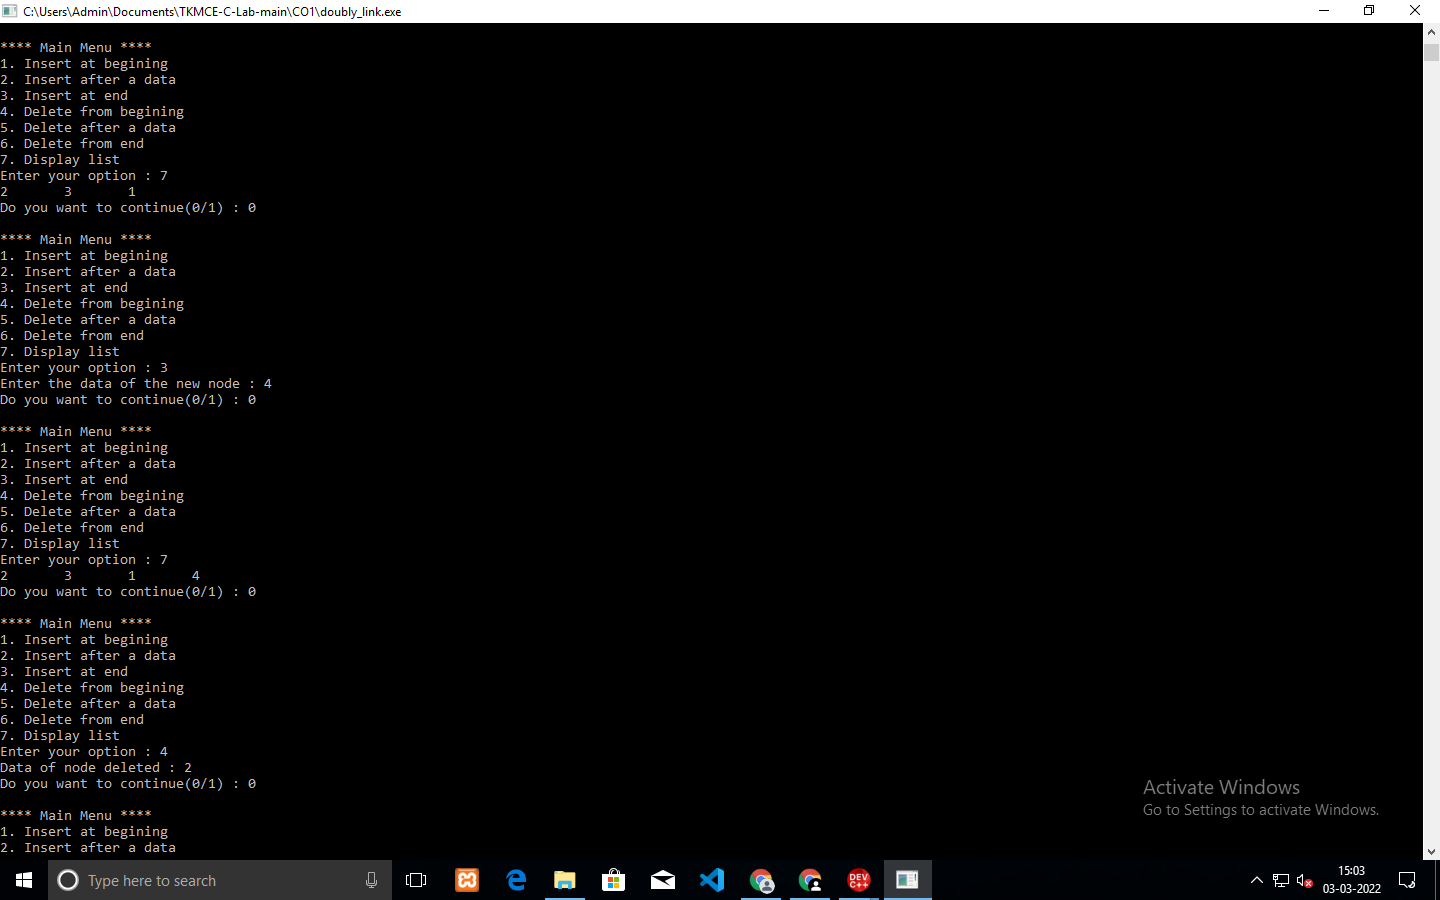 C:\Users\Admin\Documents\TKMCE-C-Lab-main\CO1\doubly_link.exe
**** Main Menu ****
1. Insert at begining
2. Insert after a data
3. Insert at end
4. Delete from begining
5. Delete after a data
6. Delete from end
7. Display list
Enter your option : 7
2       3       1
Do you want to continue(0/1) : 0
**** Main Menu ****
1. Insert at begining
2. Insert after a data
3. Insert at end
4. Delete from begining
5. Delete after a data
6. Delete from end
7. Display list
Enter your option : 3
Enter the data of the new node : 4
Do you want to continue(0/1) : 0
**** Main Menu ****
1. Insert at begining
2. Insert after a data
3. Insert at end
4. Delete from begining
5. Delete after a data
6. Delete from end
7. Display list
Enter your option : 7
2       3       1       4
Do you want to continue(0/1) : 0
**** Main Menu ****
1. Insert at begining
2. Insert after a data
3. Insert at end
4. Delete from begining
5. Delete after a data
6. Delete from end
7. Display list
Enter your option : 4
Data of node deleted : 2
Do you want to continue(0/1) : 0
**** Main Menu ****
1. Insert at begining
2. Insert after a data
Activate Windows
Go to Settings to activate Windows.
Type here to search
DEV
C++
15:03
03-03-2022